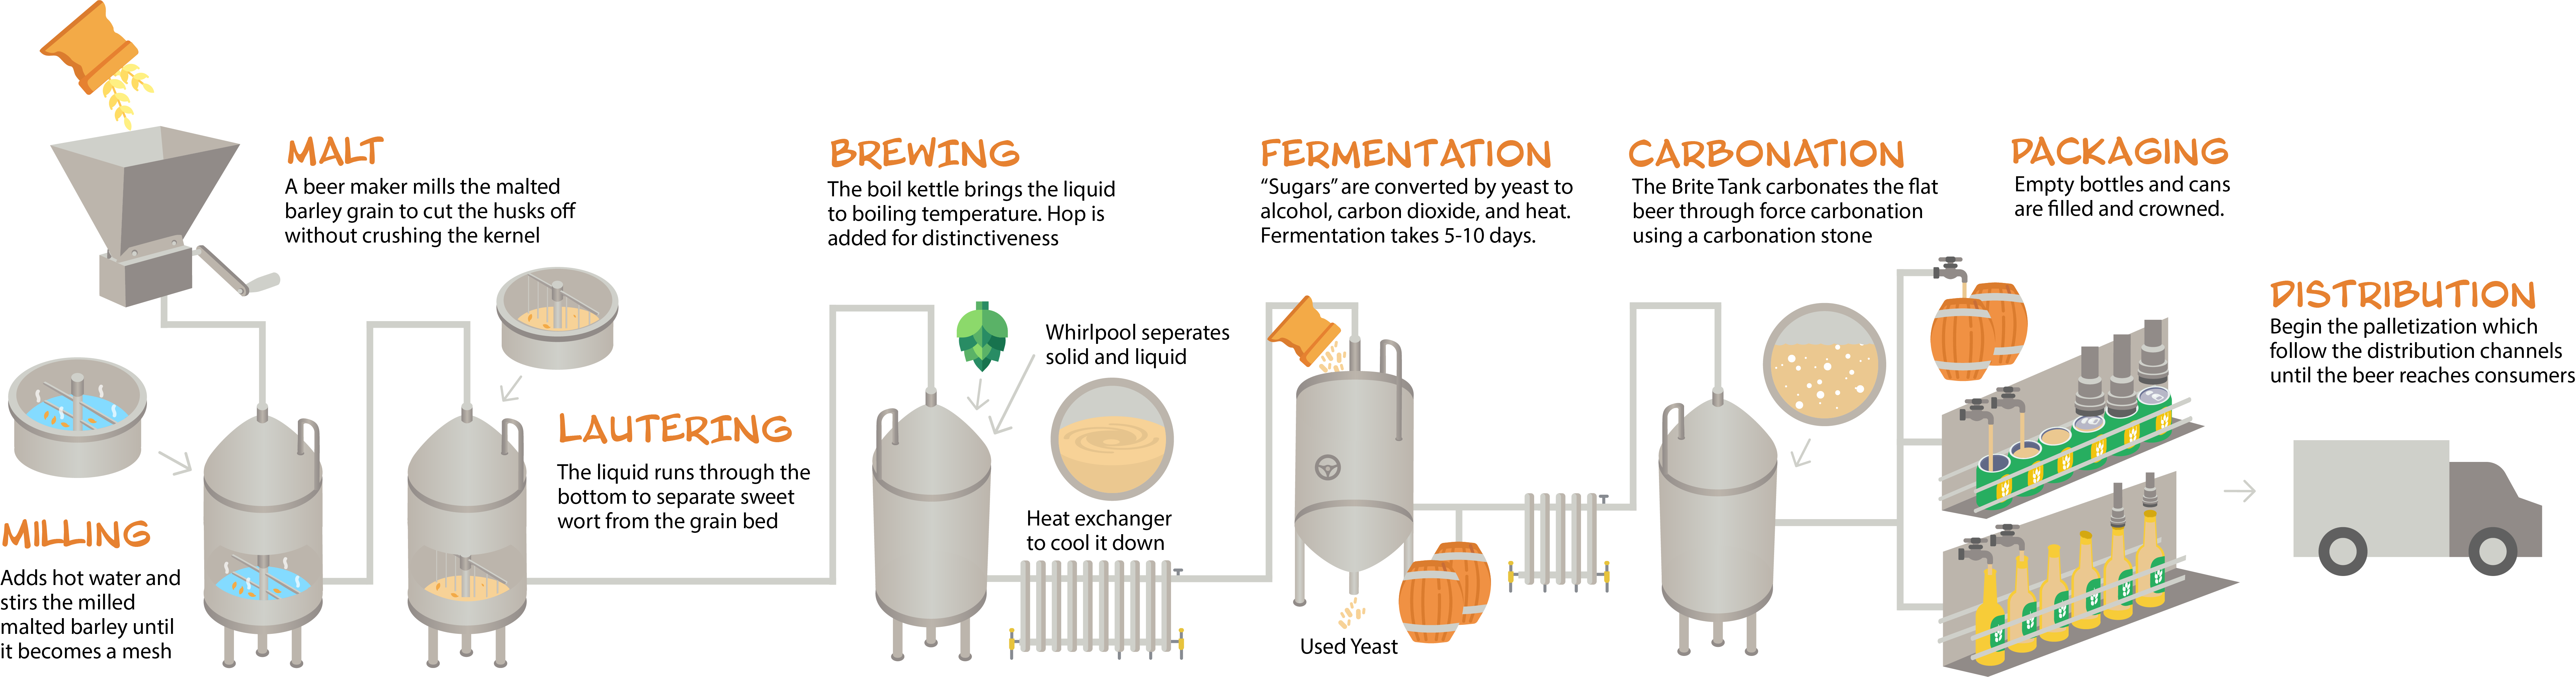 MALT
A beer maker mills the malted
barley grain to cut the husks off
without crushing the kernel
MILLING
Adds hot water and
stirs the milled
malted barley until
it becomes a mesh
LAUTERING
The liquid runs through the
bottom to separate sweet
wort from the grain bed
BREWING
The boil kettle brings the liquid
to boiling temperature. Hop is
added for distinctiveness
Whirlpool seperates
solid and liquid
Heat exchanger
to cool it down
FERMENTATION
“Sugars” are converted by yeast to
alcohol, carbon dioxide, and heat.
Fermentation takes 5-10 days.
Used Yeast
CARBONATION
The Brite Tank carbonates the flat
beer through force carbonation
using a carbonation stone
PACKAGING
Empty bottles and cans
are filled and crowned.
DISTRIBUTION
Begin the palletization which
follow the distribution channels
until the beer reaches consumers